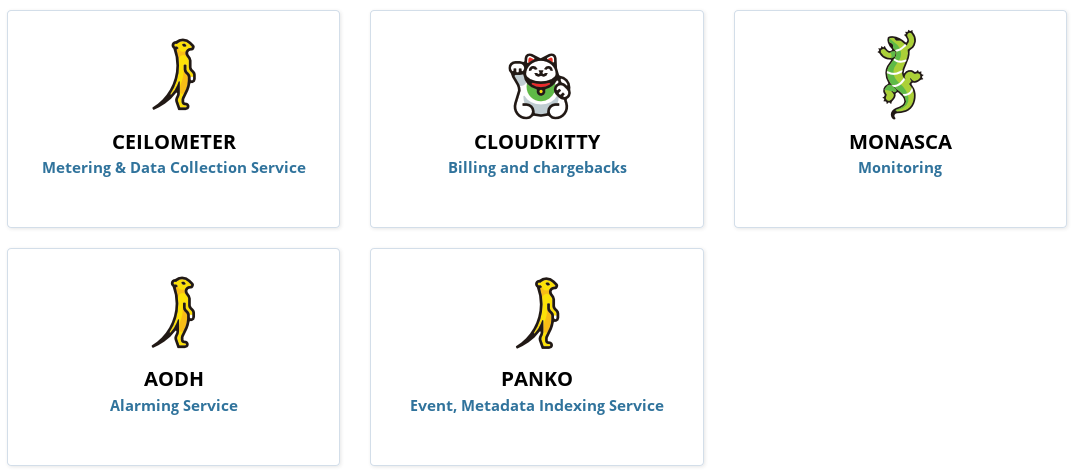 CEILOMETER
Metering & Data Collection Service
CLOUDKITTY
Billing and chargebacks
MONASCA
Monitoring
AODH
Alarming Service
PANKO
Event, Metadata Indexing Service